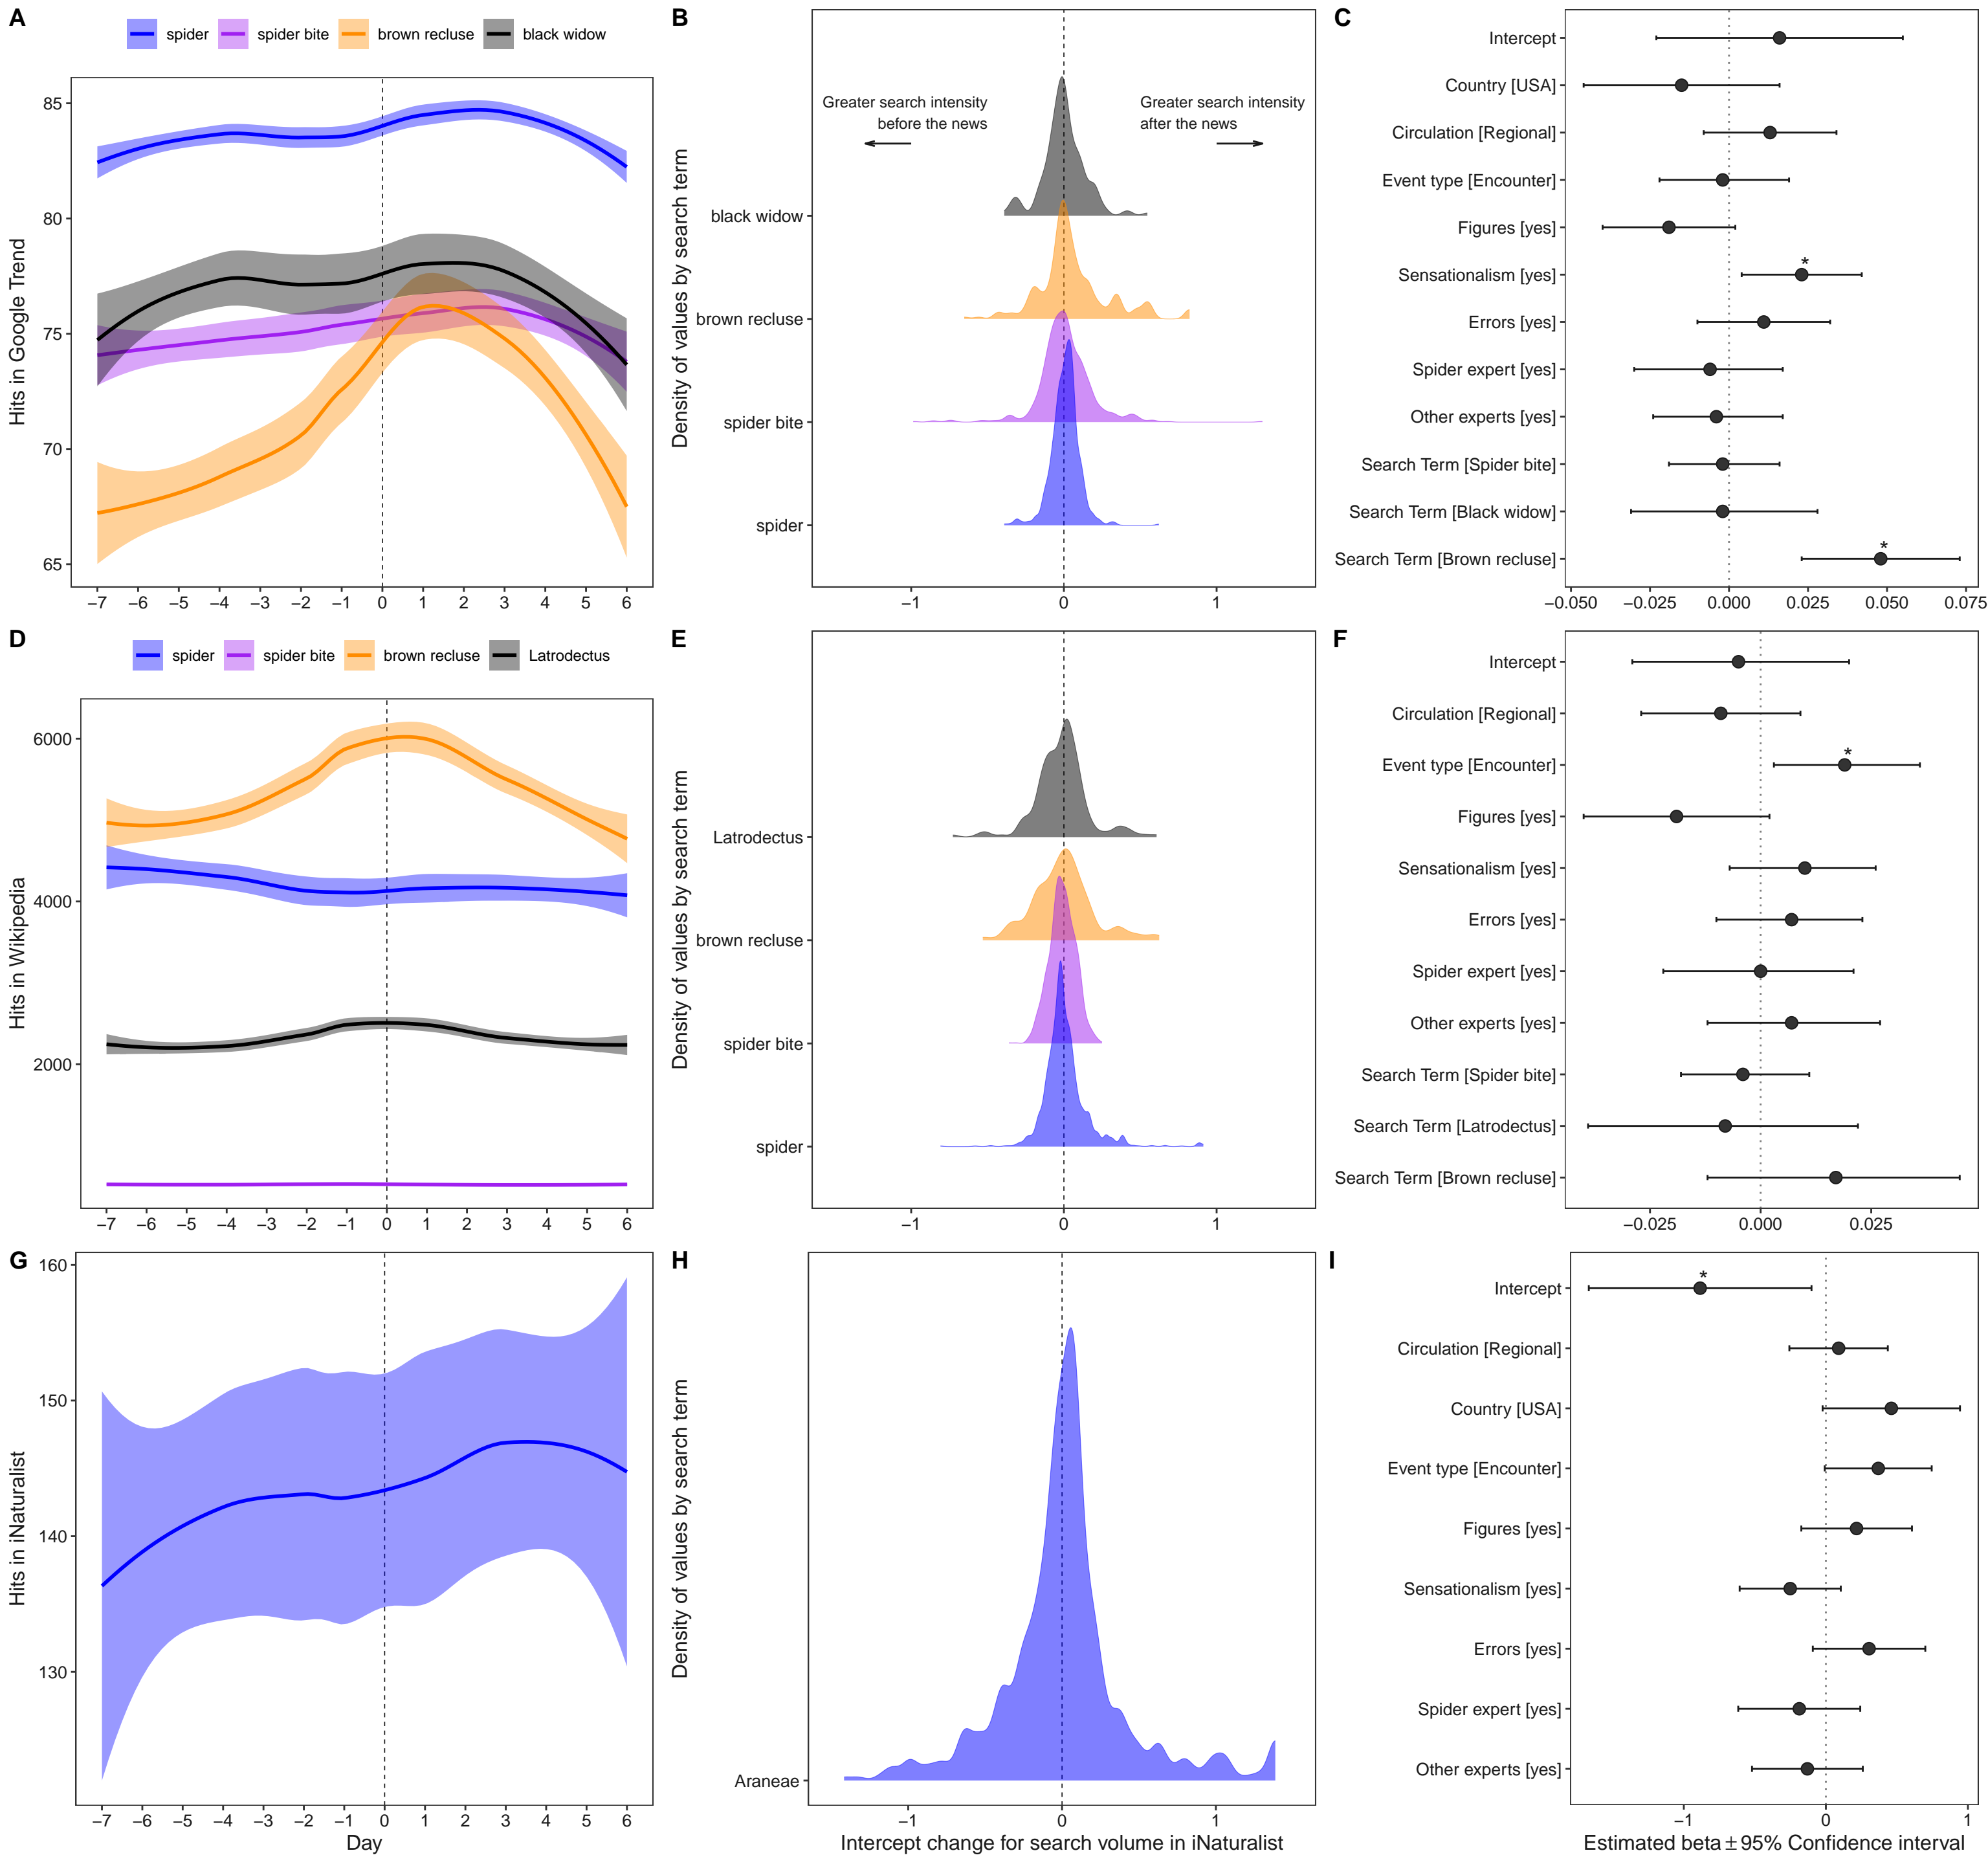 A
spider
spider bite
brown recluse
black widow
Hits in Google Trend
85
80
75
70
65
−7 −6 −5 −4 −3 −2 −1 0 1 2 3 4 5 6
B
Density of values by search term
Greater search intensity
before the news
Greater search intensity
after the news
black widow
brown recluse
spider bite
spider
−1 0 1
C
Intercept
Country [USA]
Circulation [Regional]
Event type [Encounter]
Figures [yes]
Sensationalism [yes]
*
Errors [yes]
Spider expert [yes]
Other experts [yes]
Search Term [Spider bite]
Search Term [Black widow]
Search Term [Brown recluse]
*
−0.050 −0.025 0.000 0.025 0.050 0.075
D
spider
spider bite
brown recluse
Latrodectus
Hits in Wikipedia
6000
4000
2000
−7 −6 −5 −4 −3 −2 −1 0 1 2 3 4 5 6
E
Density of values by search term
Latrodectus
brown recluse
spider bite
spider
−1 0 1
F
Intercept
Circulation [Regional]
Event type [Encounter]
*
Figures [yes]
Sensationalism [yes]
Errors [yes]
Spider expert [yes]
Other experts [yes]
Search Term [Spider bite]
Search Term [Latrodectus]
Search Term [Brown recluse]
−0.025 0.000 0.025
G
Hits in iNaturalist
160
150
140
130
−7 −6 −5 −4 −3 −2 −1 0 1 2 3 4 5 6
Day
H
Density of values by search term
Araneae
−1 0 1
Intercept change for search volume in iNaturalist
I
Intercept
*
Circulation [Regional]
Country [USA]
Event type [Encounter]
Figures [yes]
Sensationalism [yes]
Errors [yes]
Spider expert [yes]
Other experts [yes]
−1 0 1
Estimated beta ± 95% Confidence interval